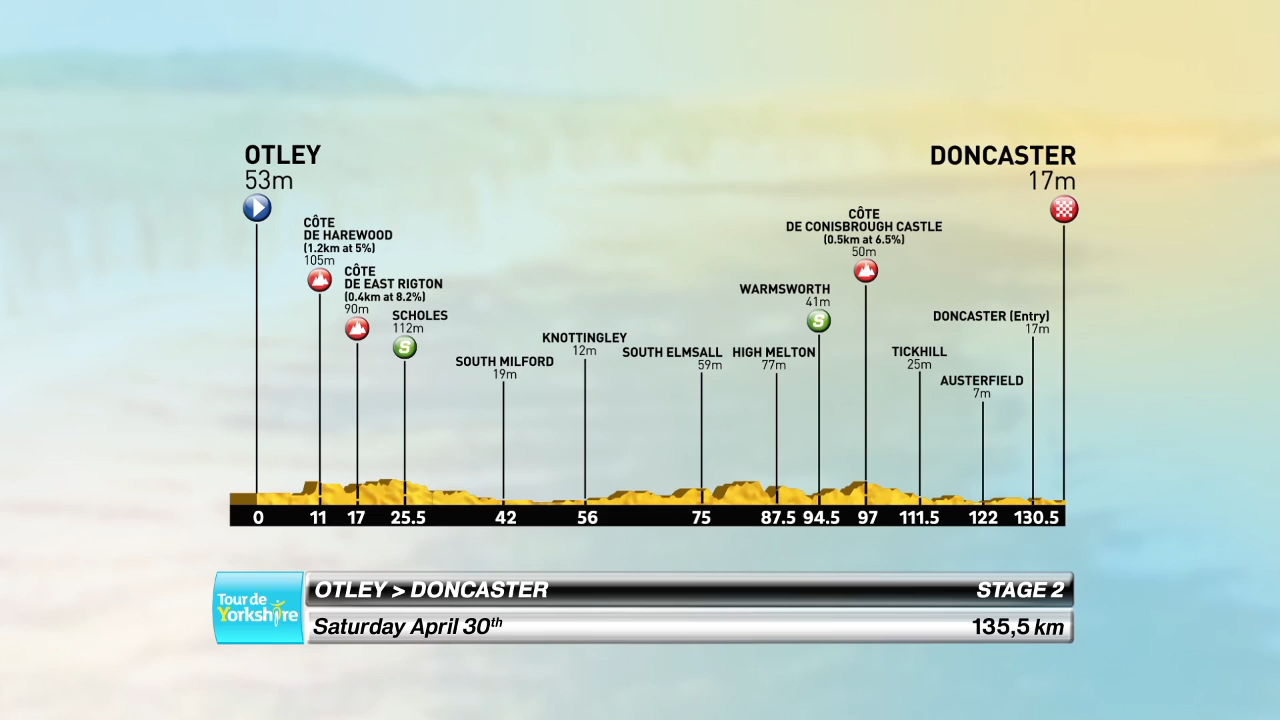 OTLEY
53m
DONCASTER
17m
CÔTE
DE HAREWOOD
(1.2km at 5%)
105m
CÔTE
DE EAST RIGTON
(0.4km at 8.2%)
90m
SCHOLES
112m
S
SOUTH MILFORD
19m
KNOTTINGLEY
12m
SOUTH ELMSALL
59m
HIGH MELTON
77m
WARMSWORTH
41m
S
CÔTE
DE CONISBROUGH CASTLE
(0.5km at 6.5%)
50m
TICKHILL
25m
AUSTERFIELD
7m
DONCASTER (Entry)
17m
0 11 17 25.5 42 56 75 87.5 94.5 97 111.5 122 130.5
Tour de
Yorkshire
OTLEY > DONCASTER STAGE 2
Saturday April 30th 135,5 km